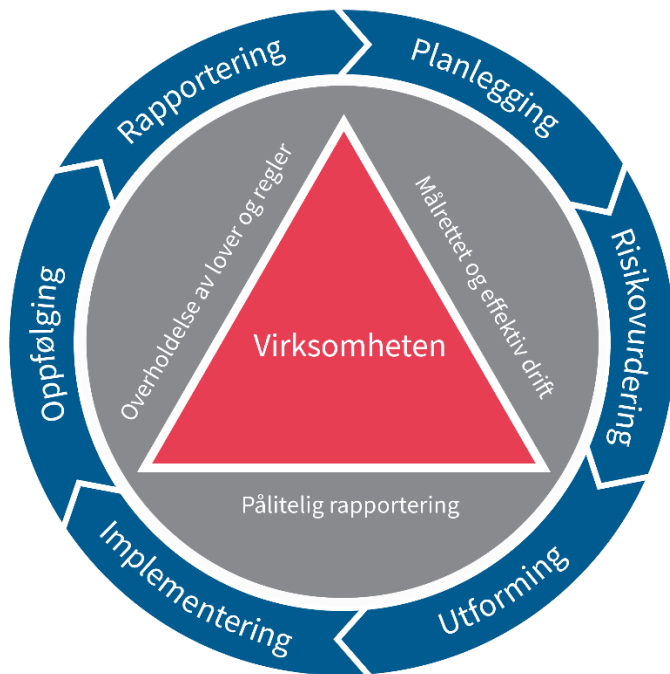 Planlegging
Risikovurdering
Utforming
Implementering
Oppfølging
Rapportering
Overholdelse av lover og regler
Målrettet og effektiv drift
Virksomheten
Pålitelig rapportering